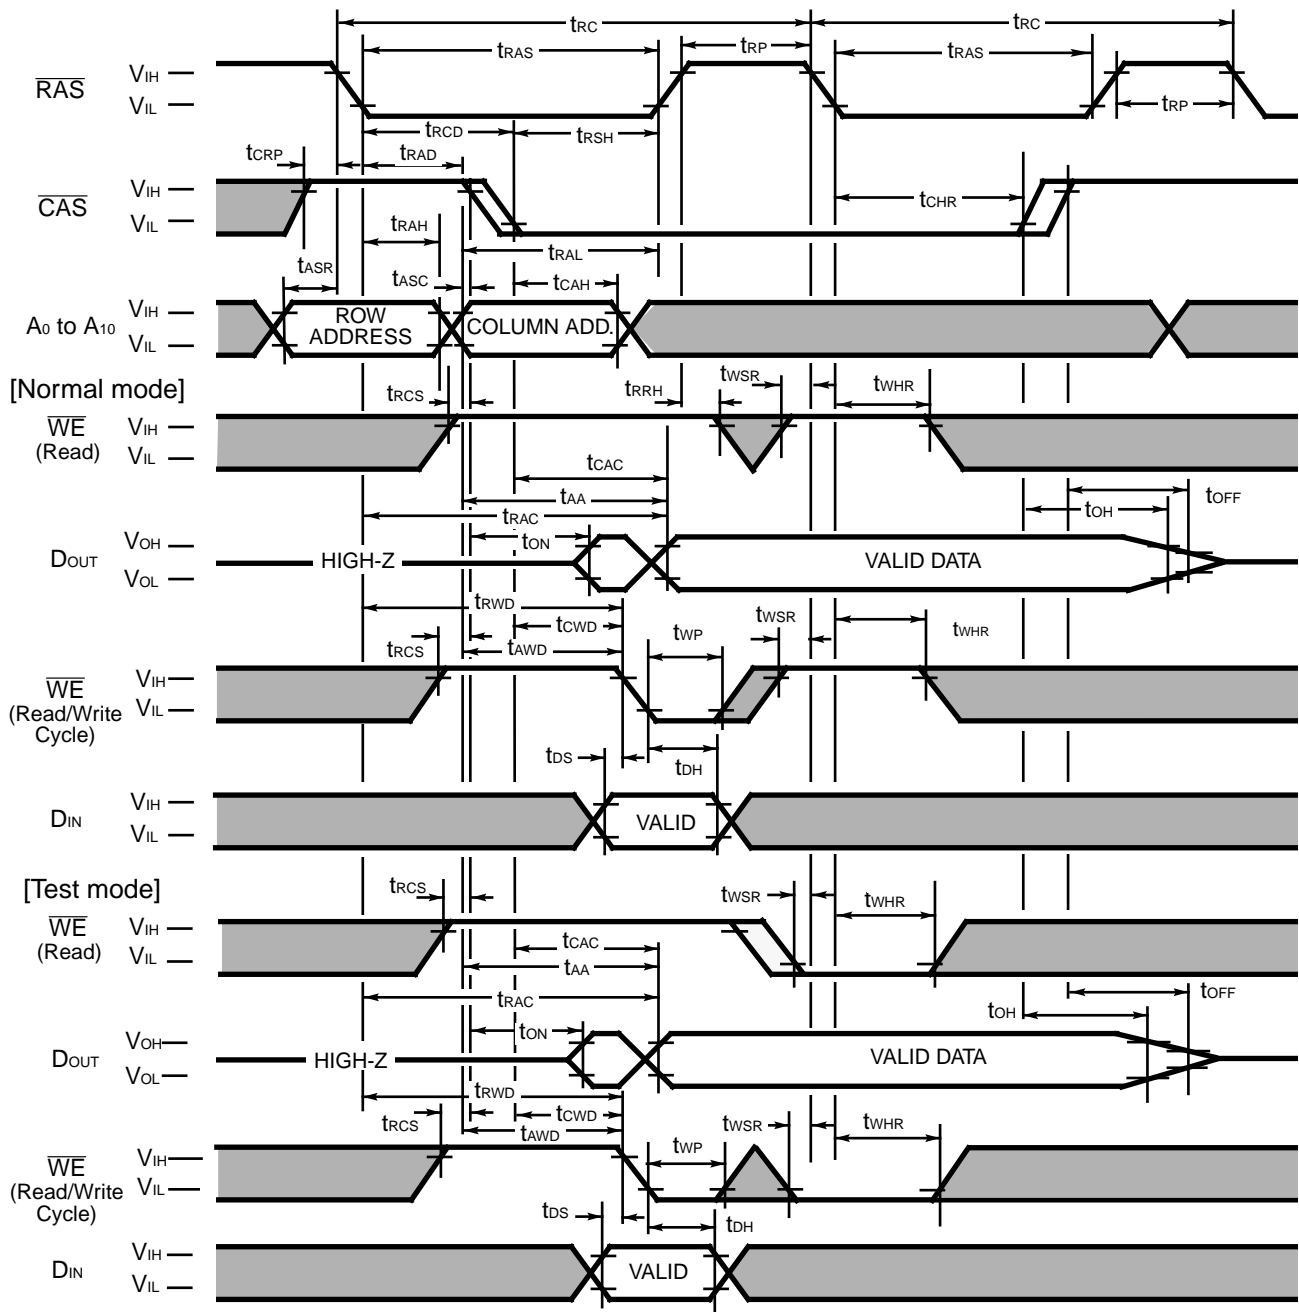 tRC tRC
tRAS tRP tRAS
RAS VIH
VIL
tRP
tRCD tRSH
tCRP tRAD
CAS VIH
VIL
tCHR
tRAH
tRAL
tASR tASC tCAH
A0 to A10 VIH
VIL
ROW ADDRESS COLUMN ADD.
[Normal mode]
tRCS tRRH tWSR tWHR
WE VIH
(Read) VIL
tCAC
tAA
tRAC
tOH tOFF
tON
DOUT VOH
VOL
HIGH-Z VALID DATA
tRWD
tCWD tWSR
tRCS tAWD tWP tWHR
WE VIH
(Read/Write VIL
Cycle)
tDS tDH
DIN VIH
VIL
VALID
[Test mode]
tRCS tWSR tWHR
WE VIH
(Read) VIL
tCAC
tAA
tRAC tOFF
tON tOH
DOUT VOH
VOL
HIGH-Z VALID DATA
tRWD
tCWD
tRCS tAWD tWP tWSR tWHR
WE VIH
(Read/Write VIL
Cycle)
tDS tDH
DIN VIH
VIL
VALID